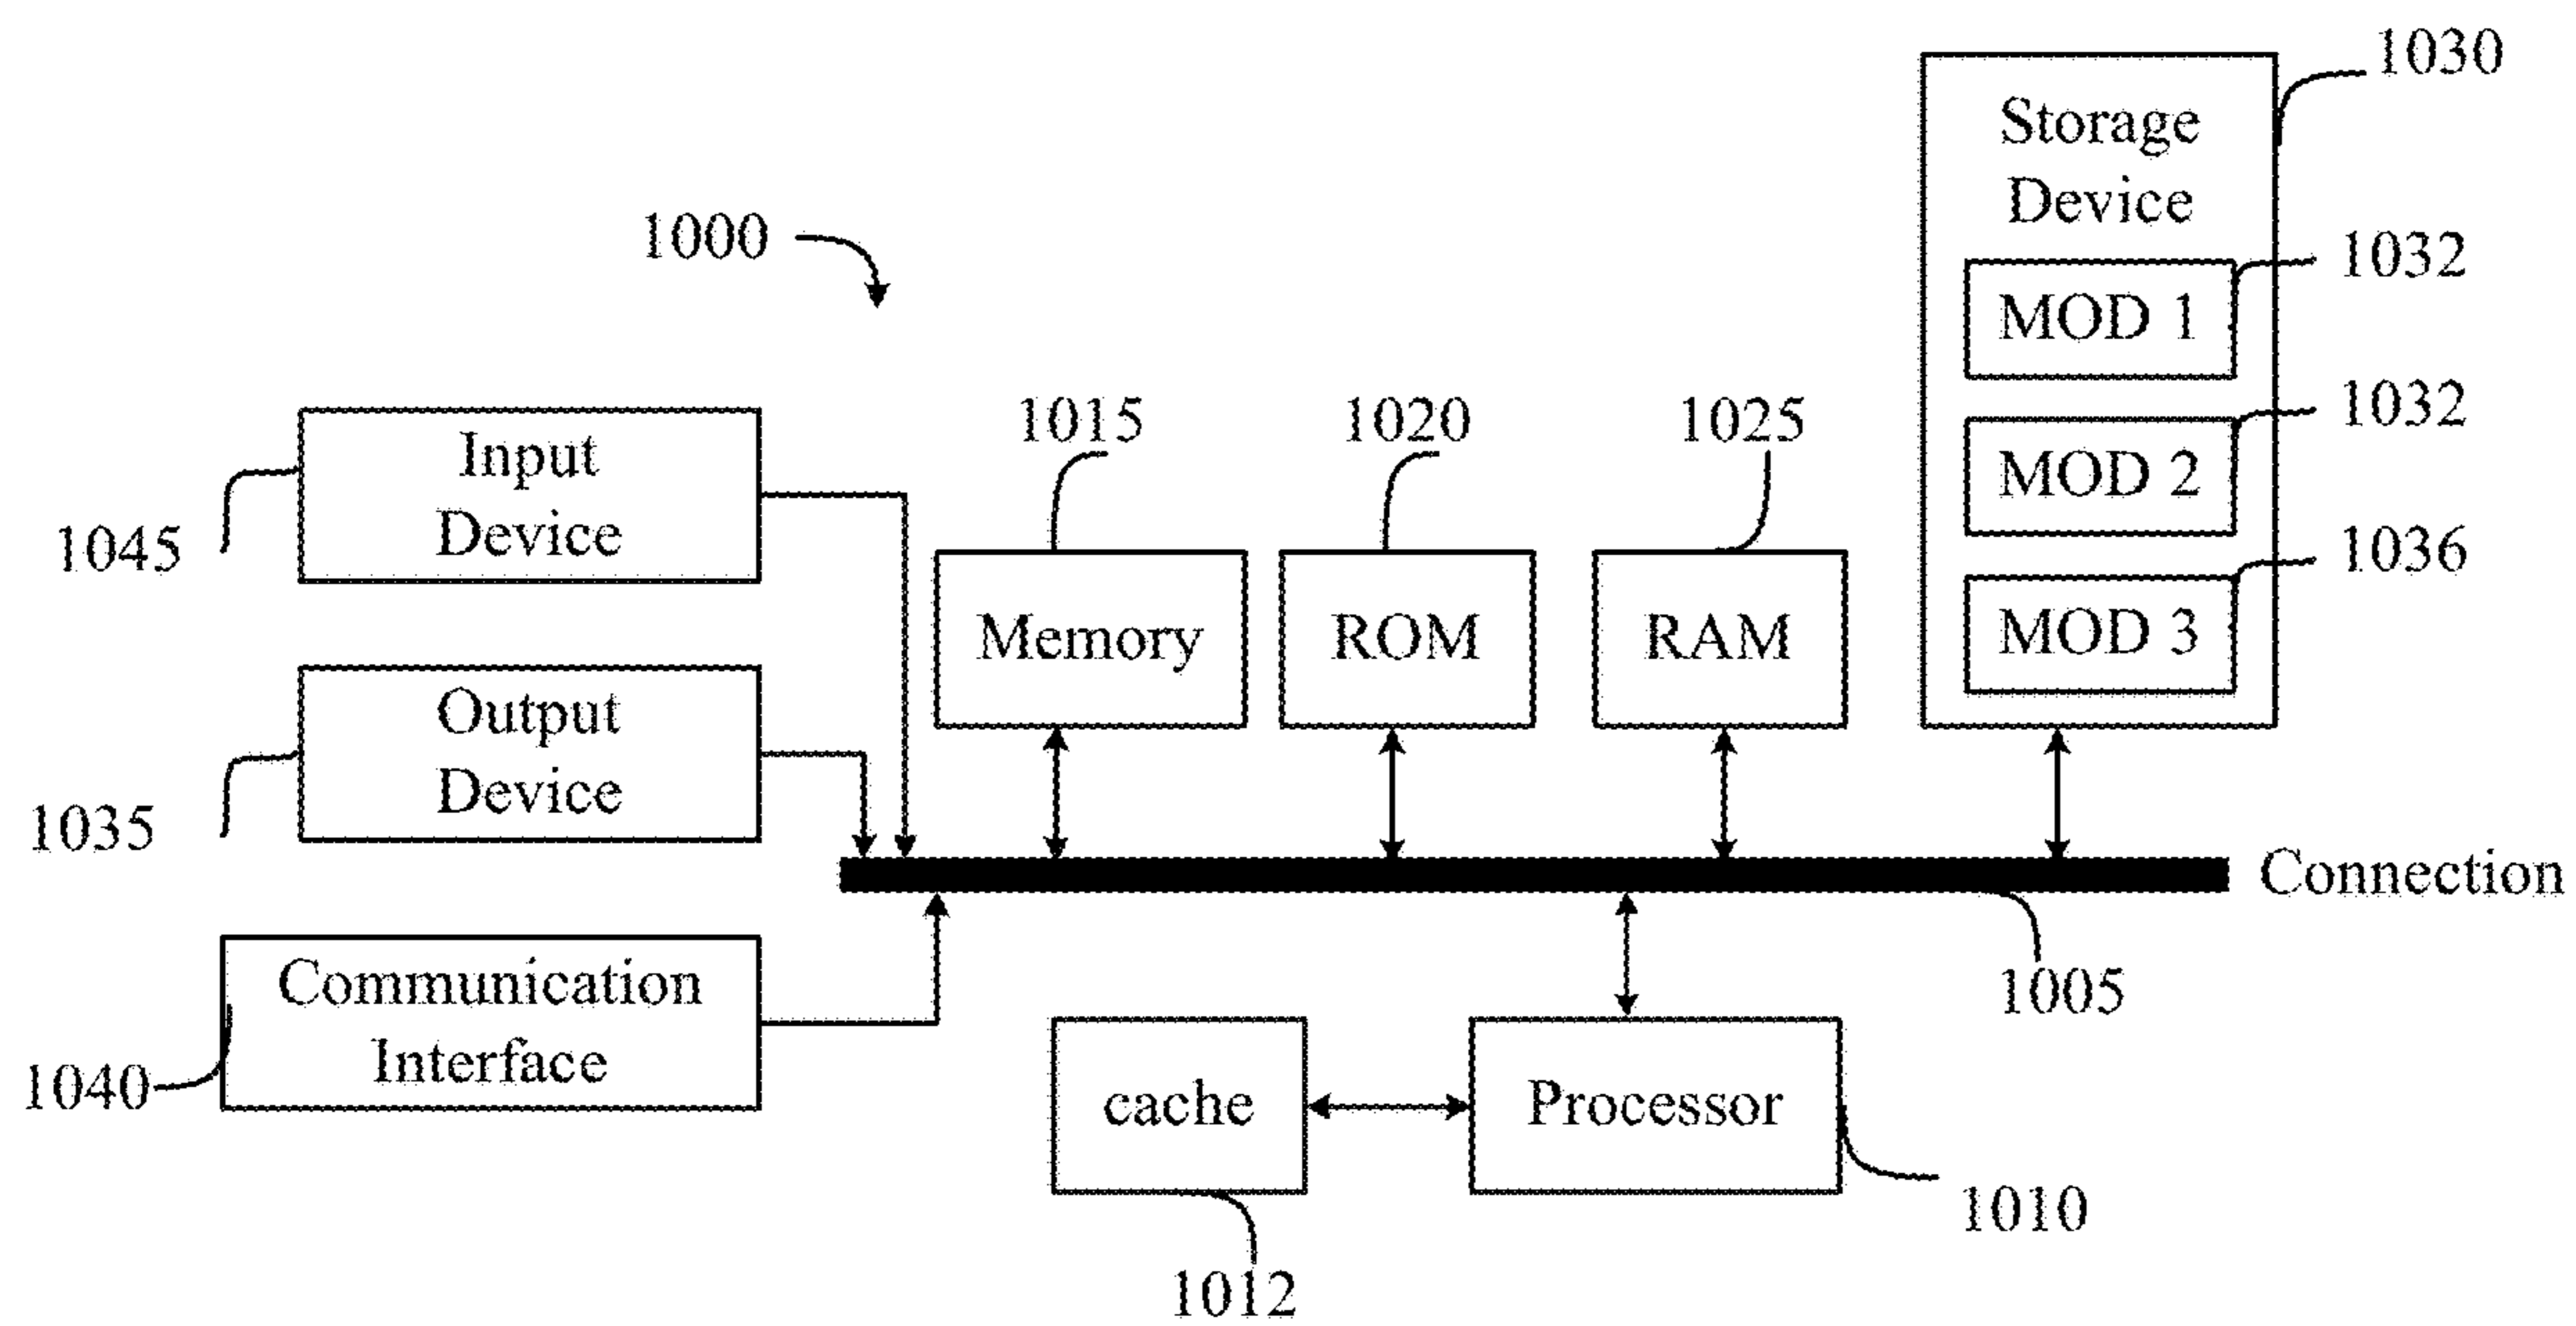 1030
Storage
Device
1000
1032
MOD 1
1032
MOD 2
1036
MOD 3
1015
1020
1025
Input
Device
1045
Memory
ROM
RAM
Output
Device
1035
Connection
1005
Communication
Interface
1040
cache
Processor
1010
1012